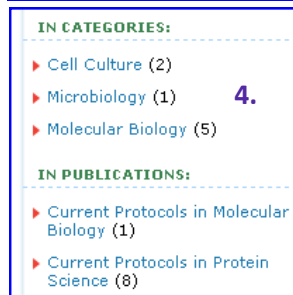 IN CATEGORIES:
Cell Culture (2)
Microbiology (1)
4.
Molecular Biology (5)
IN PUBLICATIONS:
Current Protocols in Molecular
Biology (1)
Current Protocols in Protein
Science (8)